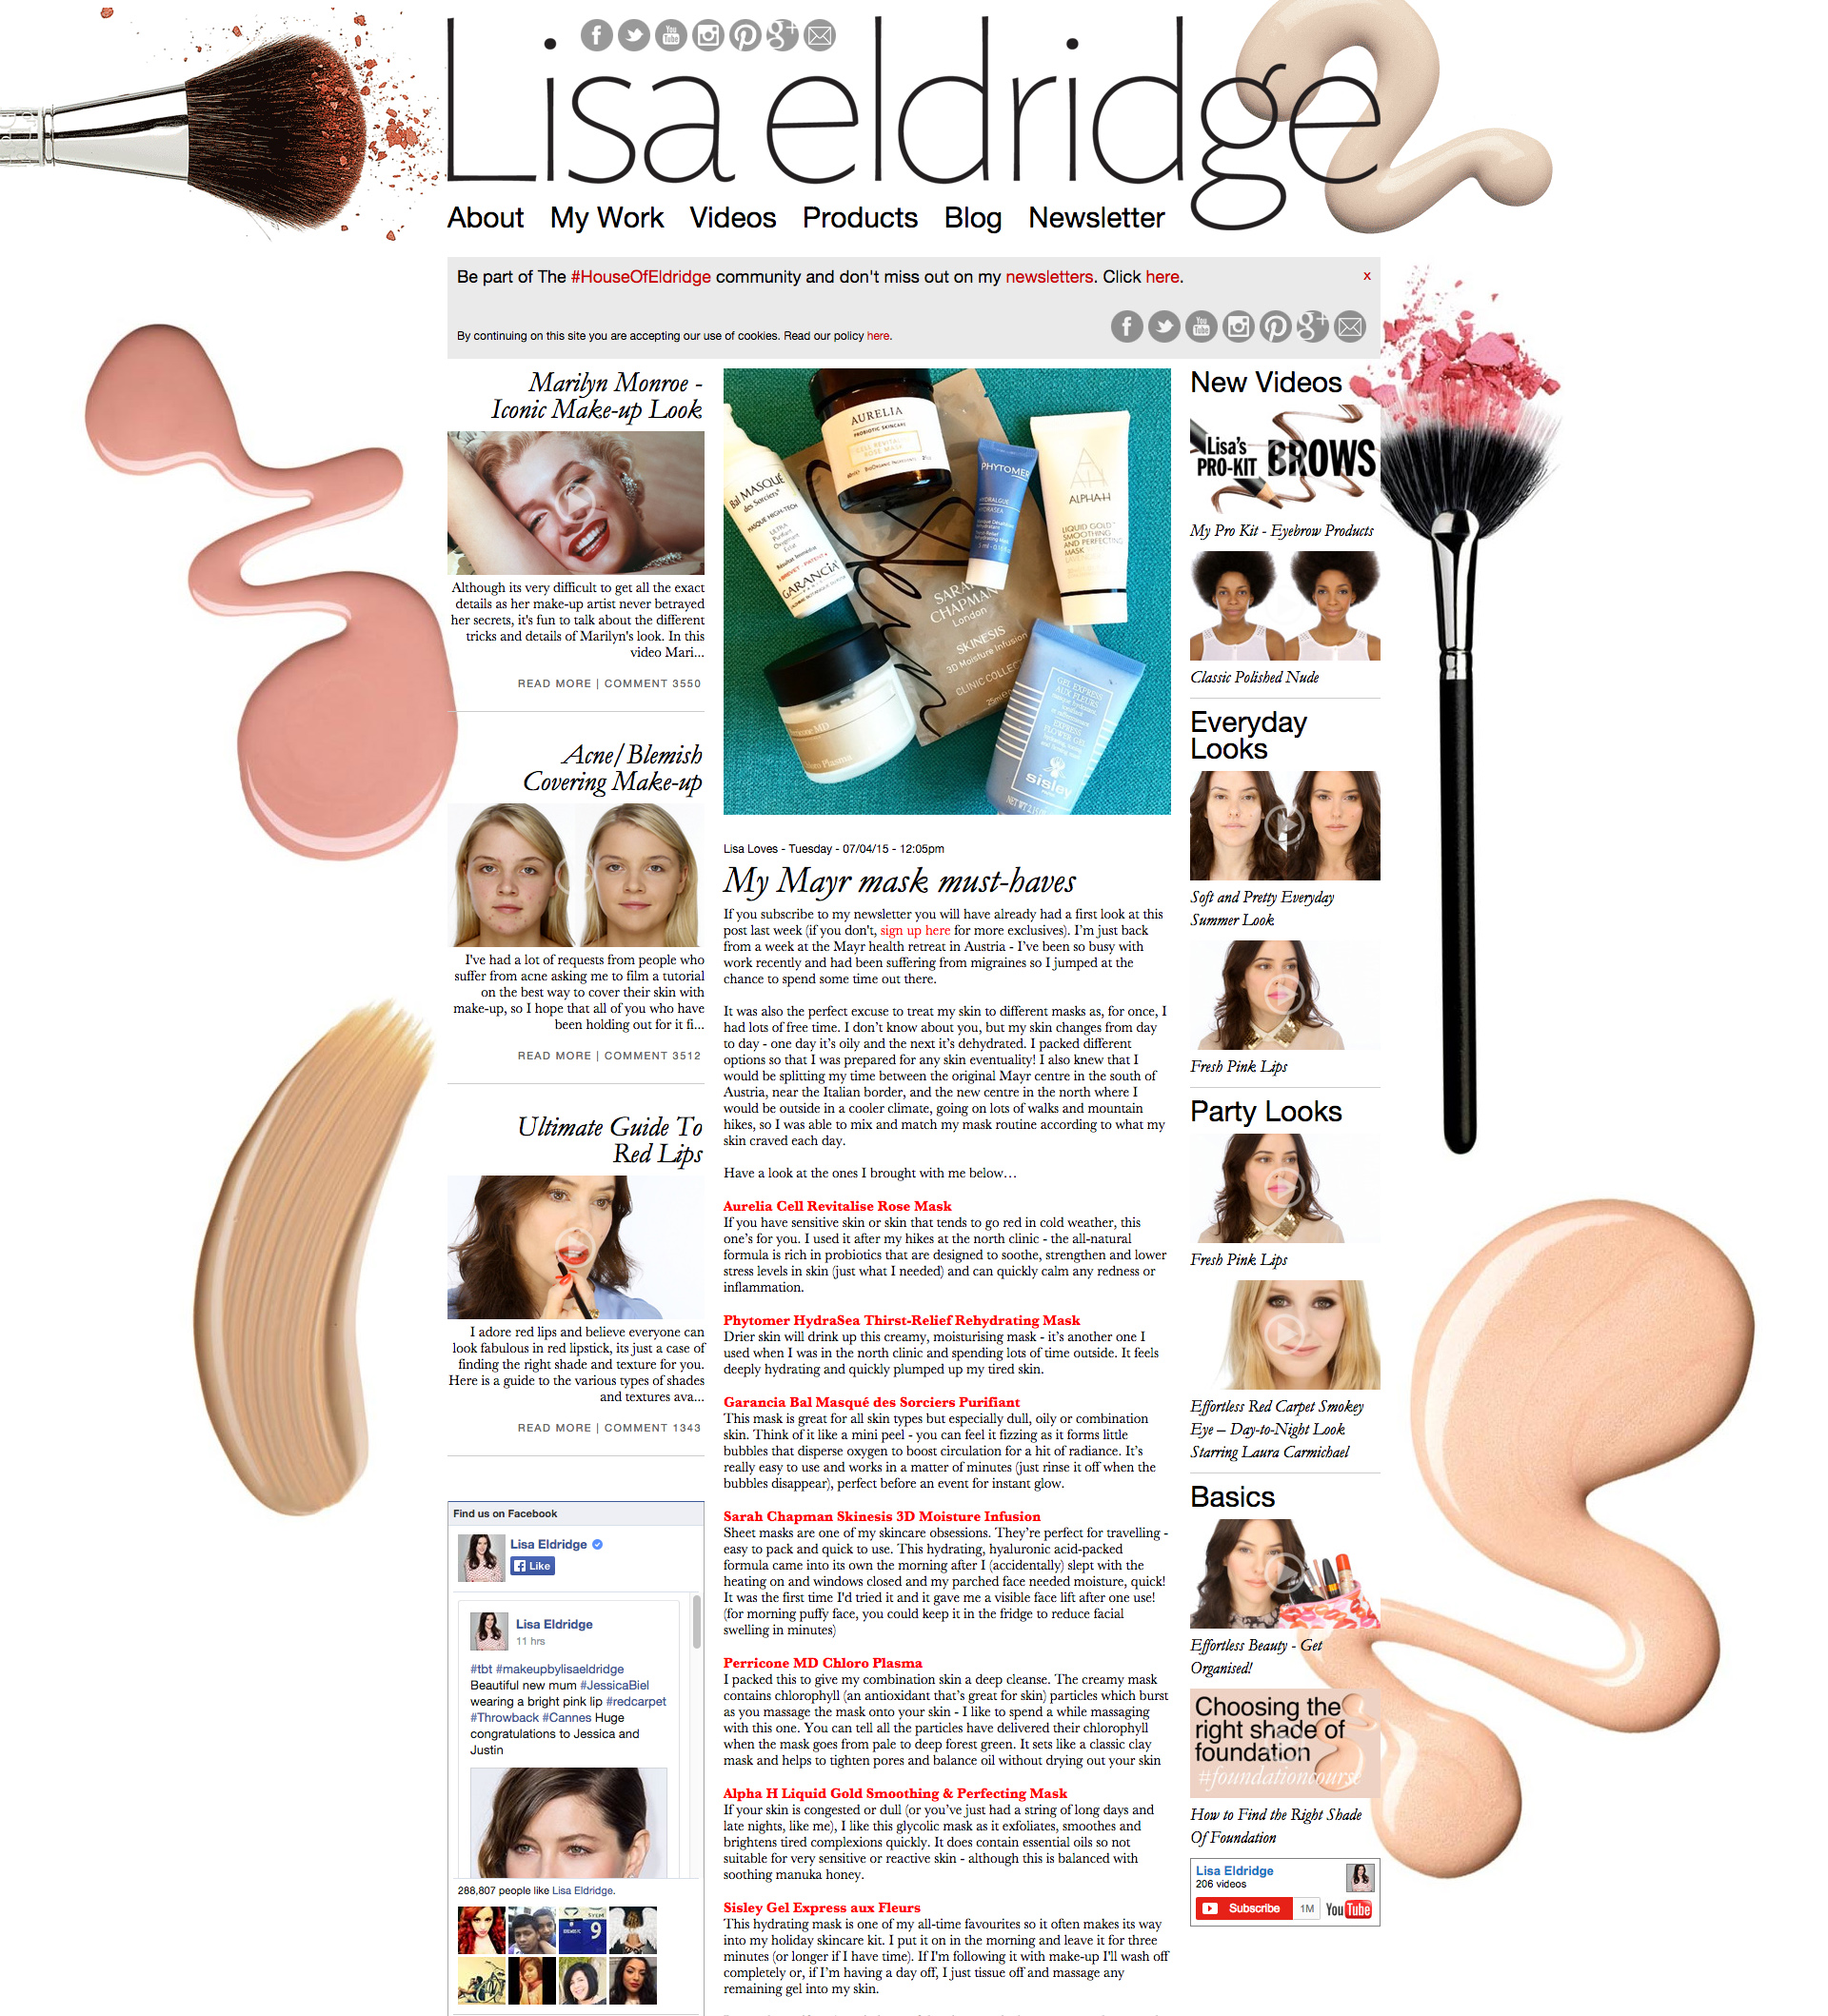 Lisa eldridge
About My Work Videos Products Blog Newsletter
Be part of The #HouseOfEldridge community and don't miss out on my newsletters. Click here.
x
By continuing on this site you are accepting our use of cookies. Read our policy here.
Marilyn Monroe -
Iconic Make-up Look
Although its very difficult to get all the exact
details as her make-up artist never betrayed
her secrets, it's fun to talk about the different
tricks and details of Marilyn's look. In this
video Mari...
READ MORE | COMMENT 3550
Acne/Blemish
Covering Make-up
I've had a lot of requests from people who
suffer from acne asking me to film a tutorial
on the best way to cover their skin with
make-up, so I hope that all of you who have
been holding out for it fi...
READ MORE | COMMENT 3512
Ultimate Guide To
Red Lips
I adore red lips and believe everyone can
look fabulous in red lipstick, its just a case of
finding the right shade and texture for you.
Here is a guide to the various types of shades
and textures ava...
READ MORE | COMMENT 1343
Find us on Facebook
Lisa Eldridge
Like
Lisa Eldridge
11 hrs
#tbt #makeupbylisaeldridge
Beautiful new mum #JessicaBiel
wearing a bright pink lip #redcarpet
#Throwback #Cannes Huge
congratulations to Jessica and
Justin
288,807 people like Lisa Eldridge.
9
AURELIA
PROBIOTIC SKINCARE
CELL REVITALISE
ROSE MASK
Bal MASQUÉ
des Sorciers
MASQUE HIGH-TECH
GARANCIA
PHYTOMER
HYDRASEA
ALPHA-H
LIQUID GOLD
SMOOTHING
AND PERFECTING
MASK
SARAH
CHAPMAN
London
SKINESIS
3D Moisture Infusion
CLINIC COLLEC
Perricone MD
Chloro Plasma
GEL EXPRESS
AUX FLEURS
EXPRESS
FLOWER GEL
sisley
Lisa Loves - Tuesday - 07/04/15 - 12:05pm
My Mayr mask must-haves
If you subscribe to my newsletter you will have already had a first look at this
post last week (if you don't, sign up here for more exclusives). I'm just back
from a week at the Mayr health retreat in Austria - I've been so busy with
work recently and had been suffering from migraines so I jumped at the
chance to spend some time out there.
It was also the perfect excuse to treat my skin to different masks as, for once, I
had lots of free time. I don't know about you, but my skin changes from day
to day - one day it's oily and the next it's dehydrated. I packed different
options so that I was prepared for any skin eventuality! I also knew that I
would be splitting my time between the original Mayr centre in the south of
Austria, near the Italian border, and the new centre in the north where I
would be outside in a cooler climate, going on lots of walks and mountain
hikes, so I was able to mix and match my mask routine according to what my
skin craved each day.
Have a look at the ones I brought with me below…
Aurelia Cell Revitalise Rose Mask
If you have sensitive skin or skin that tends to go red in cold weather, this
one's for you. I used it after my hikes at the north clinic - the all-natural
formula is rich in probiotics that are designed to soothe, strengthen and lower
stress levels in skin (just what I needed) and can quickly calm any redness or
inflammation.
Phytomer HydraSea Thirst-Relief Rehydrating Mask
Drier skin will drink up this creamy, moisturising mask - it's another one I
used when I was in the north clinic and spending lots of time outside. It feels
deeply hydrating and quickly plumped up my tired skin.
Garancia Bal Masqué des Sorciers Purifiant
This mask is great for all skin types but especially dull, oily or combination
skin. Think of it like a mini peel - you can feel it fizzing as it forms little
bubbles that disperse oxygen to boost circulation for a hit of radiance. It's
really easy to use and works in a matter of minutes (just rinse it off when the
bubbles disappear), perfect before an event for instant glow.
Sarah Chapman Skinesis 3D Moisture Infusion
Sheet masks are one of my skincare obsessions. They're perfect for travelling -
easy to pack and quick to use. This hydrating, hyaluronic acid-packed
formula came into its own the morning after I (accidentally) slept with the
heating on and windows closed and my parched face needed moisture, quick!
It was the first time I'd tried it and it gave me a visible face lift after one use!
(for morning puffy face, you could keep it in the fridge to reduce facial
swelling in minutes)
Perricone MD Chloro Plasma
I packed this to give my combination skin a deep cleanse. The creamy mask
contains chlorophyll (an antioxidant that's great for skin) particles which burst
as you massage the mask onto your skin - I like to spend a while massaging
with this one. You can tell all the particles have delivered their chlorophyll
when the mask goes from pale to deep forest green. It sets like a classic clay
mask and helps to tighten pores and balance oil without drying out your skin
Alpha H Liquid Gold Smoothing & Perfecting Mask
If your skin is congested or dull (or you've just had a string of long days and
late nights, like me), I like this glycolic mask as it exfoliates, smoothes and
brightens tired complexions quickly. It does contain essential oils so not
suitable for very sensitive or reactive skin - although this is balanced with
soothing manuka honey.
Sisley Gel Express aux Fleurs
This hydrating mask is one of my all-time favourites so it often makes its way
into my holiday skincare kit. I put it on in the morning and leave it for three
minutes (or longer if I have time). If I'm following it with make-up I'll wash off
completely or, if I'm having a day off, I just tissue off and massage any
remaining gel into my skin.
New Videos
Lisa's
PRO-KIT BROWS
My Pro Kit - Eyebrow Products
Classic Polished Nude
Everyday
Looks
Soft and Pretty Everyday
Summer Look
Fresh Pink Lips
Party Looks
Fresh Pink Lips
Effortless Red Carpet Smokey
Eye – Day-to-Night Look
Starring Laura Carmichael
Basics
Effortless Beauty - Get
Organised!
Choosing the
right shade of
foundation
#foundationcourse
How to Find the Right Shade
Of Foundation
Lisa Eldridge
206 videos
Subscribe 1M YouTube